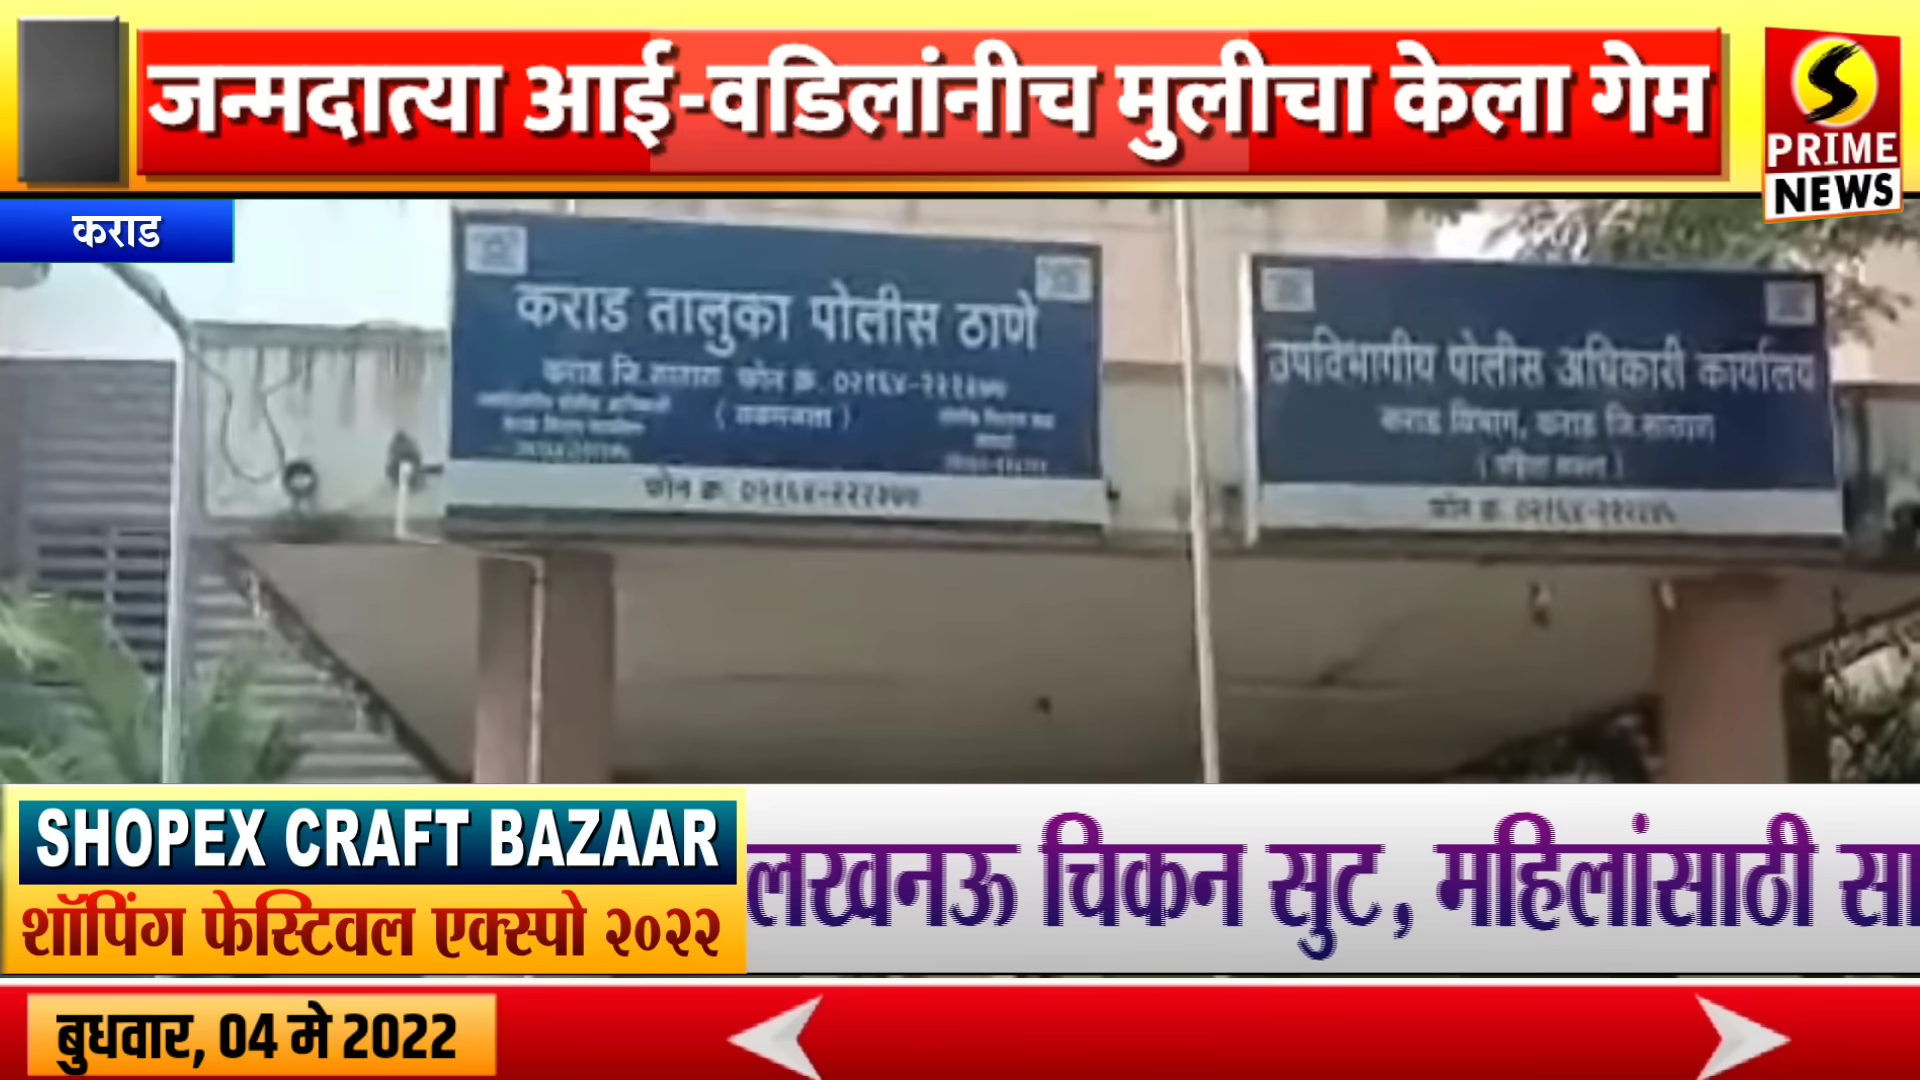 जन्मदात्या आई-वडिलांनीच मुलीचा केला गेम
S
PRIME
NEWS
कराड
कराड तालुका पोलीस ठाणे
कराड जि.सातारा फोन क्र.
फोन क्र.
उपविभागीय पोलीस अधिकारी कार्यालय
कराड विभाग, कराड जि.सातारा
फोन क्र.
SHOPEX CRAFT BAZAAR
शॉपिंग फेस्टिवल एक्स्पो २०२२
लखनऊ चिकन सुट, महिलांसाठी सा
बुधवार, 04 मे 2022